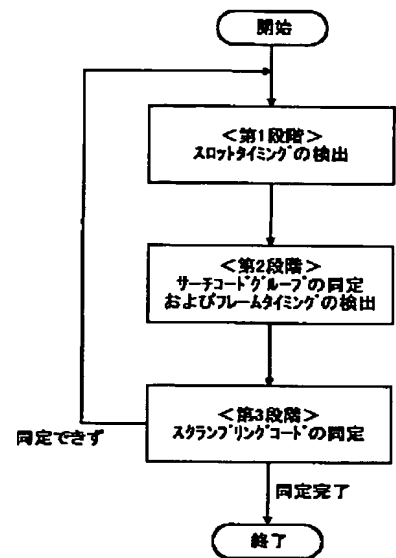 開始
<第1段階>
スロットタイミングの検出
<第2段階>
サーチコードグループの同定
およびフレームタイミングの検出
<第3段階>
スクランブリングコードの同定
同定できず
同定完了
終了